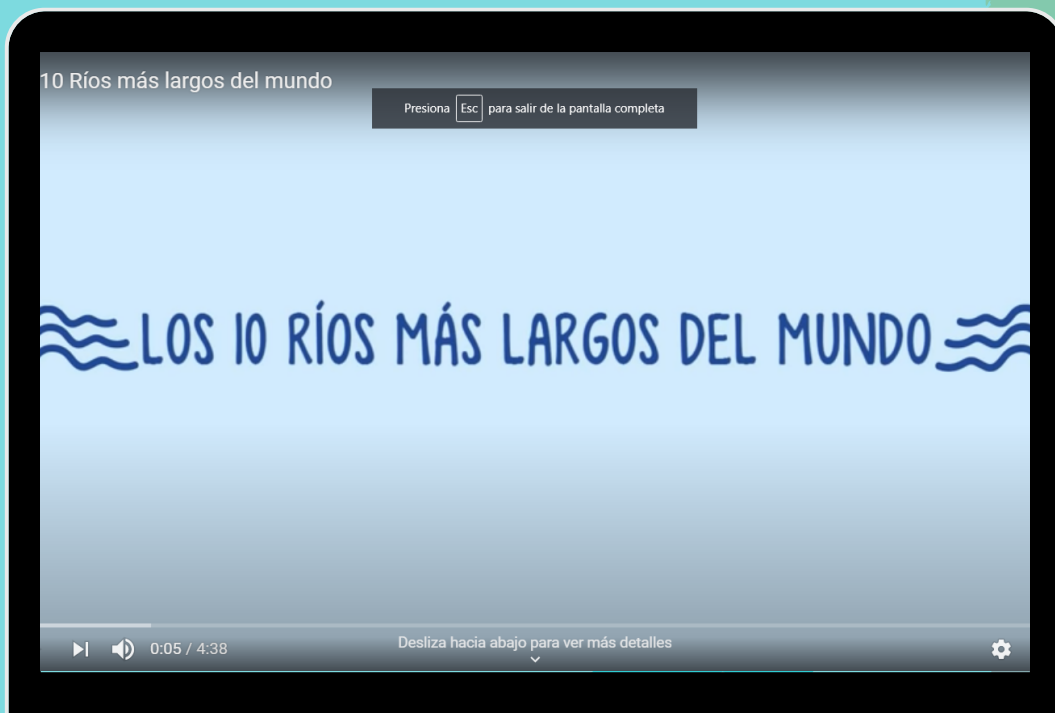 10 Ríos más largos del mundo
Presiona Esc para salir de la pantalla completa
LOS 10 RÍOS MÁS LARGOS DEL MUNDO
0:05 / 4:38
Desliza hacia abajo para ver más detalles